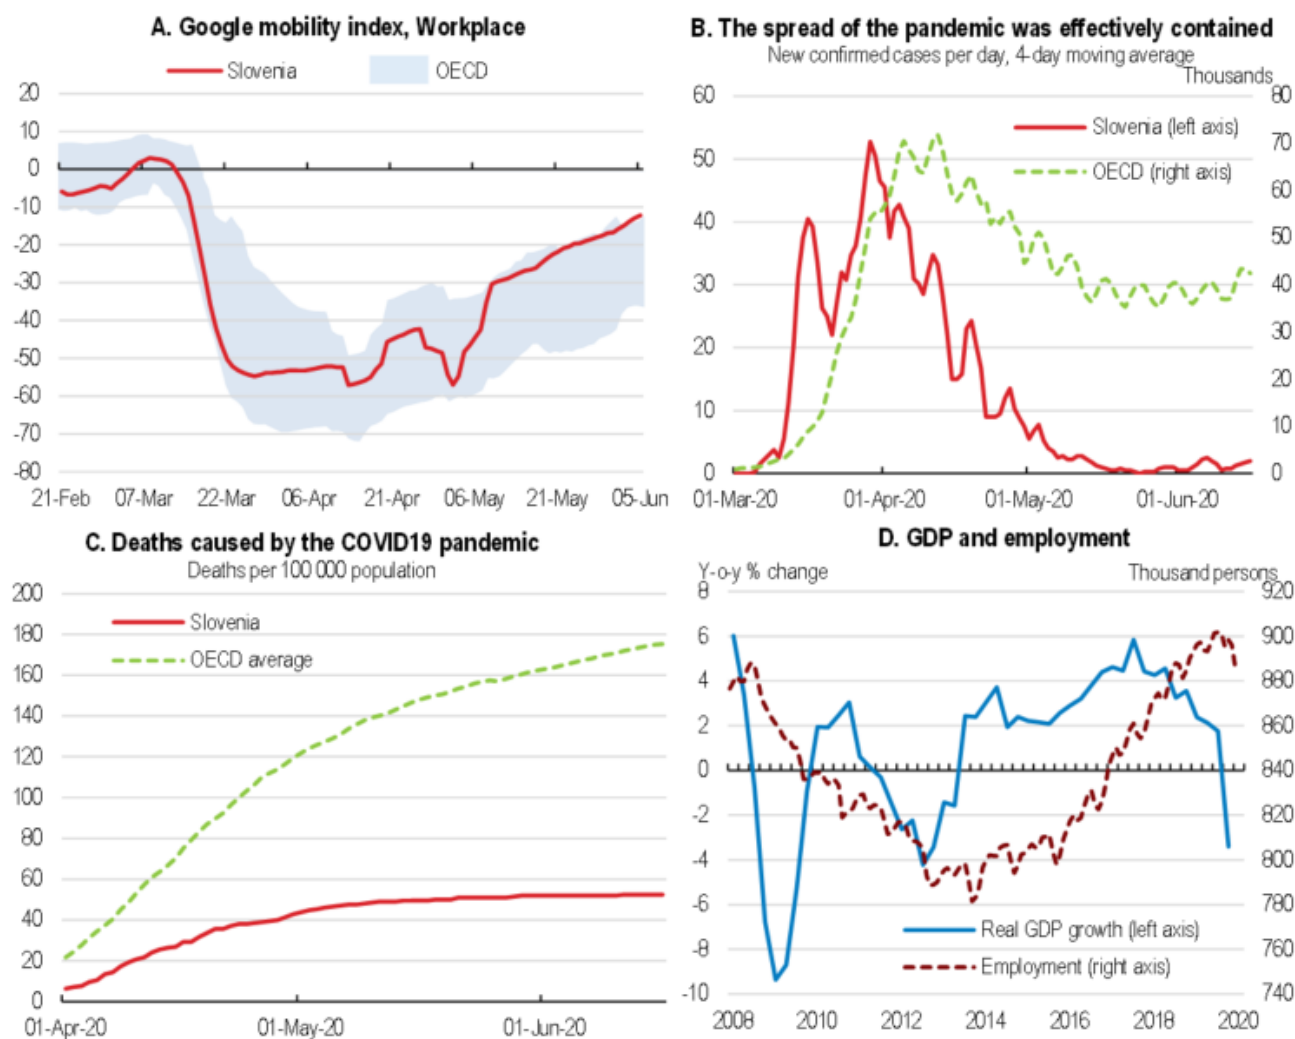 A. Google mobility index, Workplace
Slovenia OECD
20
10
0
-10
-20
-30
-40
-50
-60
-70
-80
21-Feb 07-Mar 22-Mar 06-Apr 21-Apr 06-May 21-May 05-Jun
B. The spread of the pandemic was effectively contained
New confirmed cases per day, 4-day moving average
Thousands
60 80
Slovenia (left axis)
70
50
OECD (right axis)
60
40
50
30 40
30
20
20
10
10
0 0
01-Mar-20 01-Apr-20 01-May-20 01-Jun-20
C. Deaths caused by the COVID19 pandemic
Deaths per 100 000 population
200
Slovenia
180
OECD average
160
140
120
100
80
60
40
20
0
01-Apr-20 01-May-20 01-Jun-20
D. GDP and employment
Y-o-y % change Thousand persons
8 920
6 900
4 880
2 860
0 840
-2 820
-4 800
-6 780
Real GDP growth (left axis)
-8 760
Employment (right axis)
-10 740
2008 2010 2012 2014 2016 2018 2020